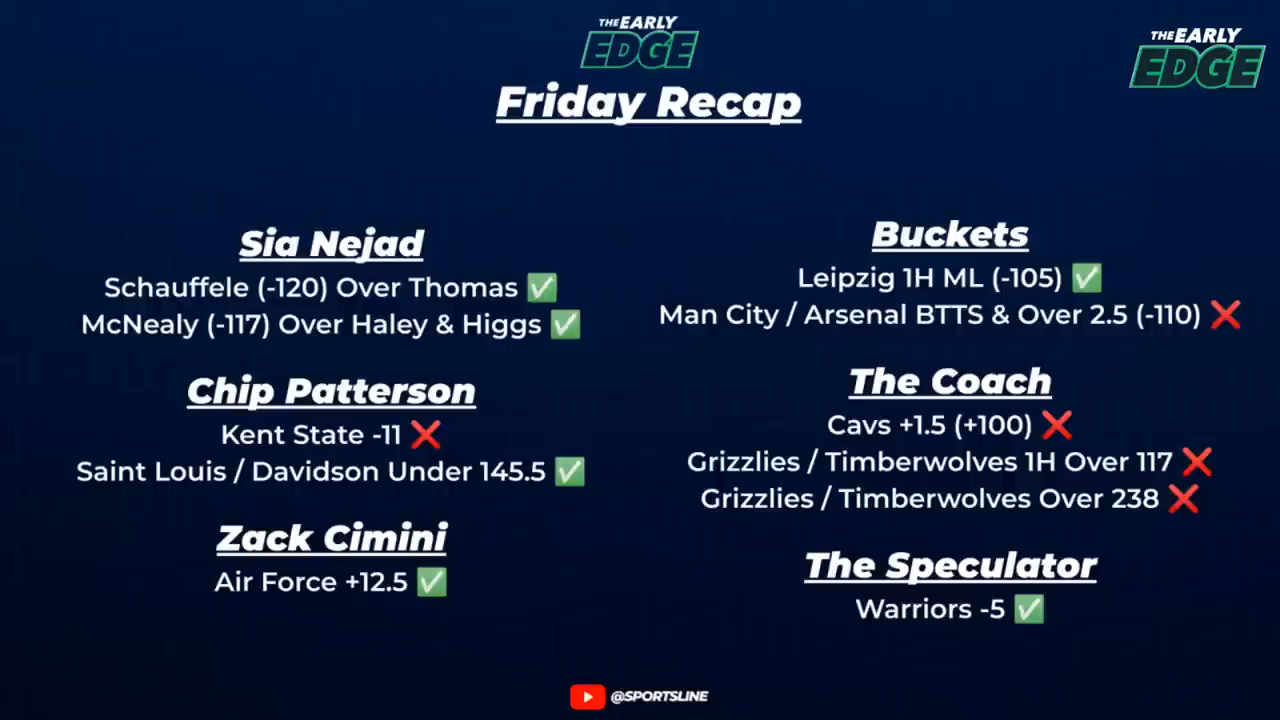 THE EARLY
EDGE
THE EARLY
EDGE
Friday Recap
Sia Nejad
Schauffele (-120) Over Thomas ✅
McNealy (-117) Over Haley & Higgs ✅
Chip Patterson
Kent State -11 ❌
Saint Louis / Davidson Under 145.5 ✅
Zack Cimini
Air Force +12.5 ✅
Buckets
Leipzig 1H ML (-105) ✅
Man City / Arsenal BTTS & Over 2.5 (-110) ❌
The Coach
Cavs +1.5 (+100) ❌
Grizzlies / Timberwolves 1H Over 117 ❌
Grizzlies / Timberwolves Over 238 ❌
The Speculator
Warriors -5 ✅
@SPORTSLINE